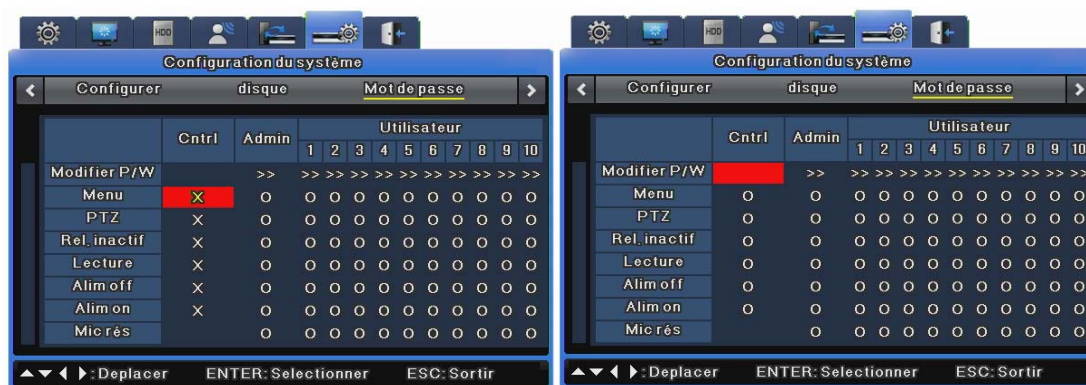 HDD
Configuration du système
Configurer disque Mot de passe
Cntrl Admin Utilisateur
1 2 3 4 5 6 7 8 9 10
Modifier P/W >> >> >> >> >> >> >> >> >> >> >>
Menu X O O O O O O O O O O O
PTZ X O O O O O O O O O O O
Rel. inactif X O O O O O O O O O O O
Lecture X O O O O O O O O O O O
Alim off X O O O O O O O O O O O
Alim on X O O O O O O O O O O O
Mic rés O O O O O O O O O O O
:Deplacer ENTER:Selectionner ESC:Sortir
HDD
Configuration du système
Configurer disque Mot de passe
Cntrl Admin Utilisateur
1 2 3 4 5 6 7 8 9 10
Modifier P/W >> >> >> >> >> >> >> >> >> >> >>
Menu O O O O O O O O O O O O
PTZ O O O O O O O O O O O O
Rel. inactif O O O O O O O O O O O O
Lecture O O O O O O O O O O O O
Alim off O O O O O O O O O O O O
Alim on O O O O O O O O O O O O
Mic rés O O O O O O O O O O O
:Deplacer ENTER:Selectionner ESC:Sortir